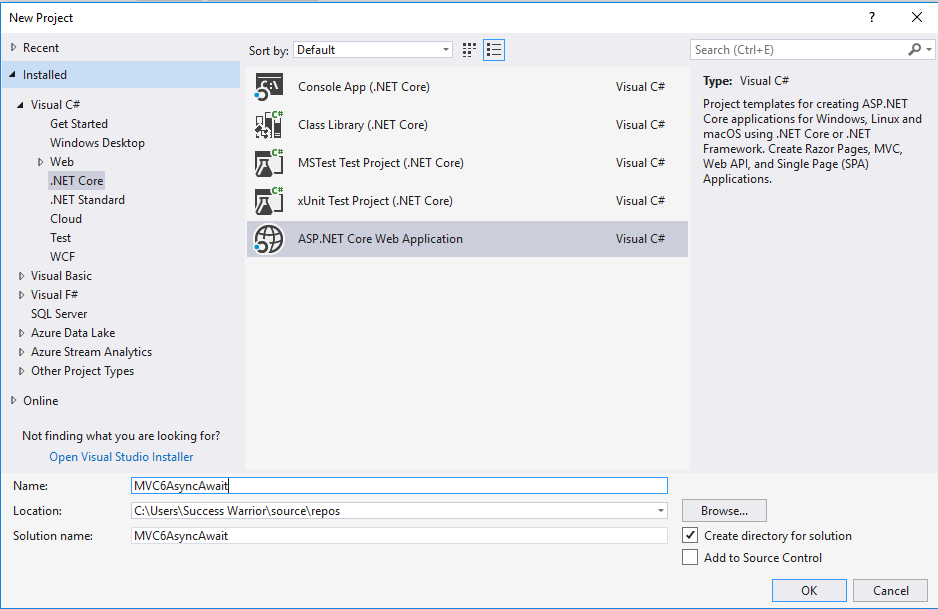 New Project
?
Recent
Installed
Visual C#
Get Started
Windows Desktop
Web
.NET Core
.NET Standard
Cloud
Test
WCF
Visual Basic
Visual F#
SQL Server
Azure Data Lake
Azure Stream Analytics
Other Project Types
Online
Not finding what you are looking for?
Open Visual Studio Installer
Sort by: Default
Console App (.NET Core) Visual C#
Class Library (.NET Core) Visual C#
MSTest Test Project (.NET Core) Visual C#
xUnit Test Project (.NET Core) Visual C#
ASP.NET Core Web Application Visual C#
Search (Ctrl+E)
Type: Visual C#
Project templates for creating ASP.NET
Core applications for Windows, Linux and
macOS using .NET Core or .NET
Framework. Create Razor Pages, MVC,
Web API, and Single Page (SPA)
Applications.
Name: MVC6AsyncAwait
Location: C:\Users\Success Warrior\source\repos
Browse...
Solution name: MVC6AsyncAwait
Create directory for solution
Add to Source Control
OK
Cancel